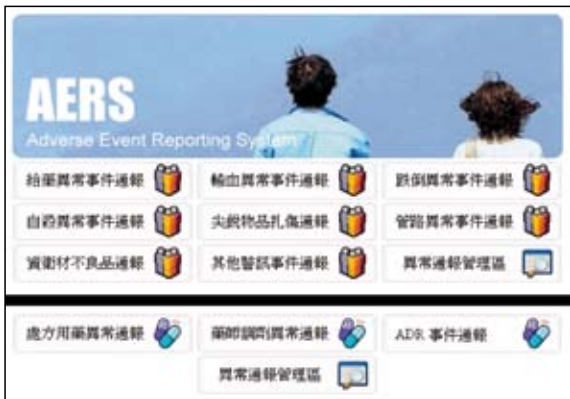 AERS
Adverse Event Reporting System
給藥異常事件通報 輸血異常事件通報 跌倒異常事件通報
自殺異常事件通報 尖銳物品扎傷通報 管路異常事件通報
資衛材不良品通報 其他警訊事件通報 異常通報管理區
處方用藥異常通報 藥師調劑異常通報 ADR 事件通報
異常通報管理區